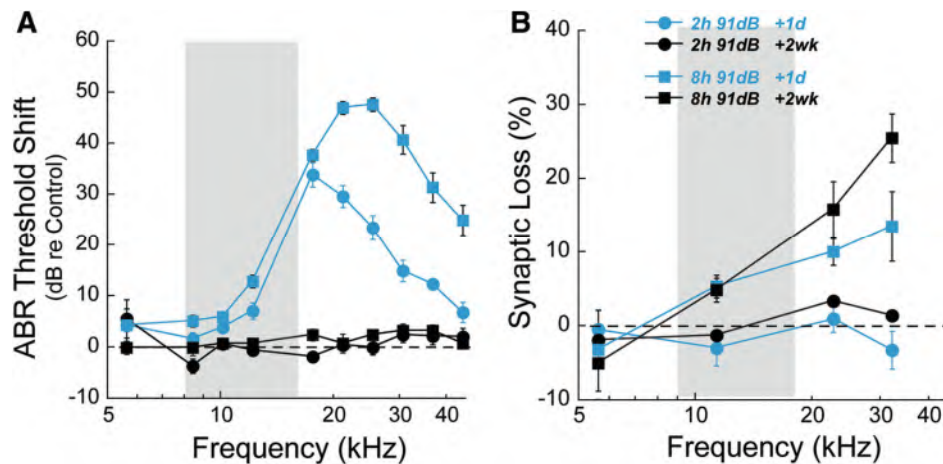 A
ABR Threshold Shift
(dB re Control)
60
50
40
30
20
10
0
-10
5
10
20
30
40
Frequency (kHz)
B
2h 91dB +1d
2h 91dB +2wk
8h 91dB +1d
8h 91dB +2wk
Synaptic Loss (%)
40
30
20
10
0
-10
5
10
20
30
40
Frequency (kHz)